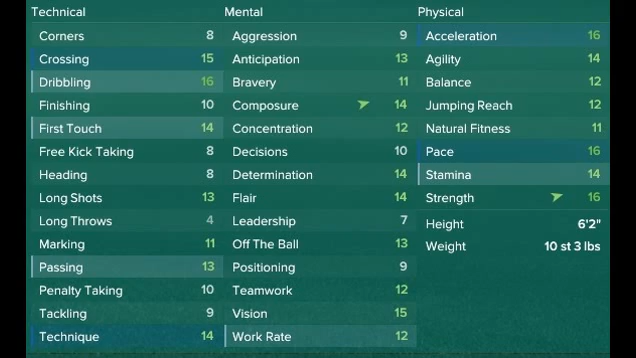 Technical Mental Physical
Corners 8 Aggression 9 Acceleration 16
Crossing 15 Anticipation 13 Agility 14
Dribbling 16 Bravery 11 Balance 12
Finishing 10 Composure 14 Jumping Reach 12
First Touch 14 Concentration 12 Natural Fitness 11
Free Kick Taking 8 Decisions 10 Pace 16
Heading 8 Determination 14 Stamina 14
Long Shots 13 Flair 14 Strength 16
Long Throws 4 Leadership 7 Height 6'2"
Marking 11 Off The Ball 13 Weight 10 st 3 lbs
Passing 13 Positioning 9
Penalty Taking 10 Teamwork 12
Tackling 9 Vision 15
Technique 14 Work Rate 12